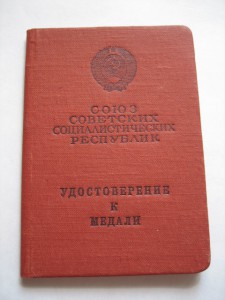 СОЮЗ
СОВЕТСКИХ
СОЦИАЛИСТИЧЕСКИХ
РЕСПУБЛИК
УДОСТОВЕРЕНИЕ
К
МЕДАЛИ